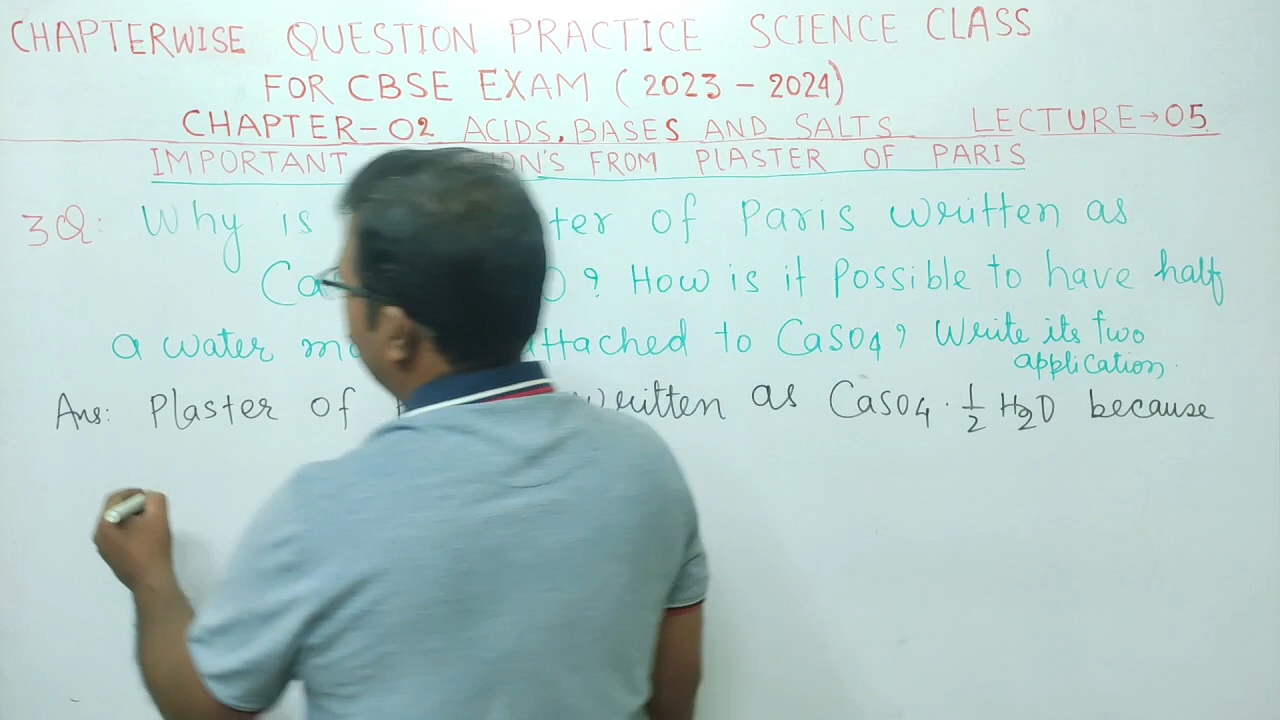 CHAPTERWISE QUESTION PRACTICE SCIENCE CLASS
FOR CBSE EXAM (2023 - 2024)
CHAPTER-02 ACIDS, BASES AND SALTS LECTURE→05
IMPORTANT ION'S FROM PLASTER OF PARIS
3Q: Why is ter of Paris written as
Ca O ? How is it Possible to have half
a water m attached to CaSO4? Write its two
application.
Ans: Plaster of written as CaSO4 · 1/2 H2O because